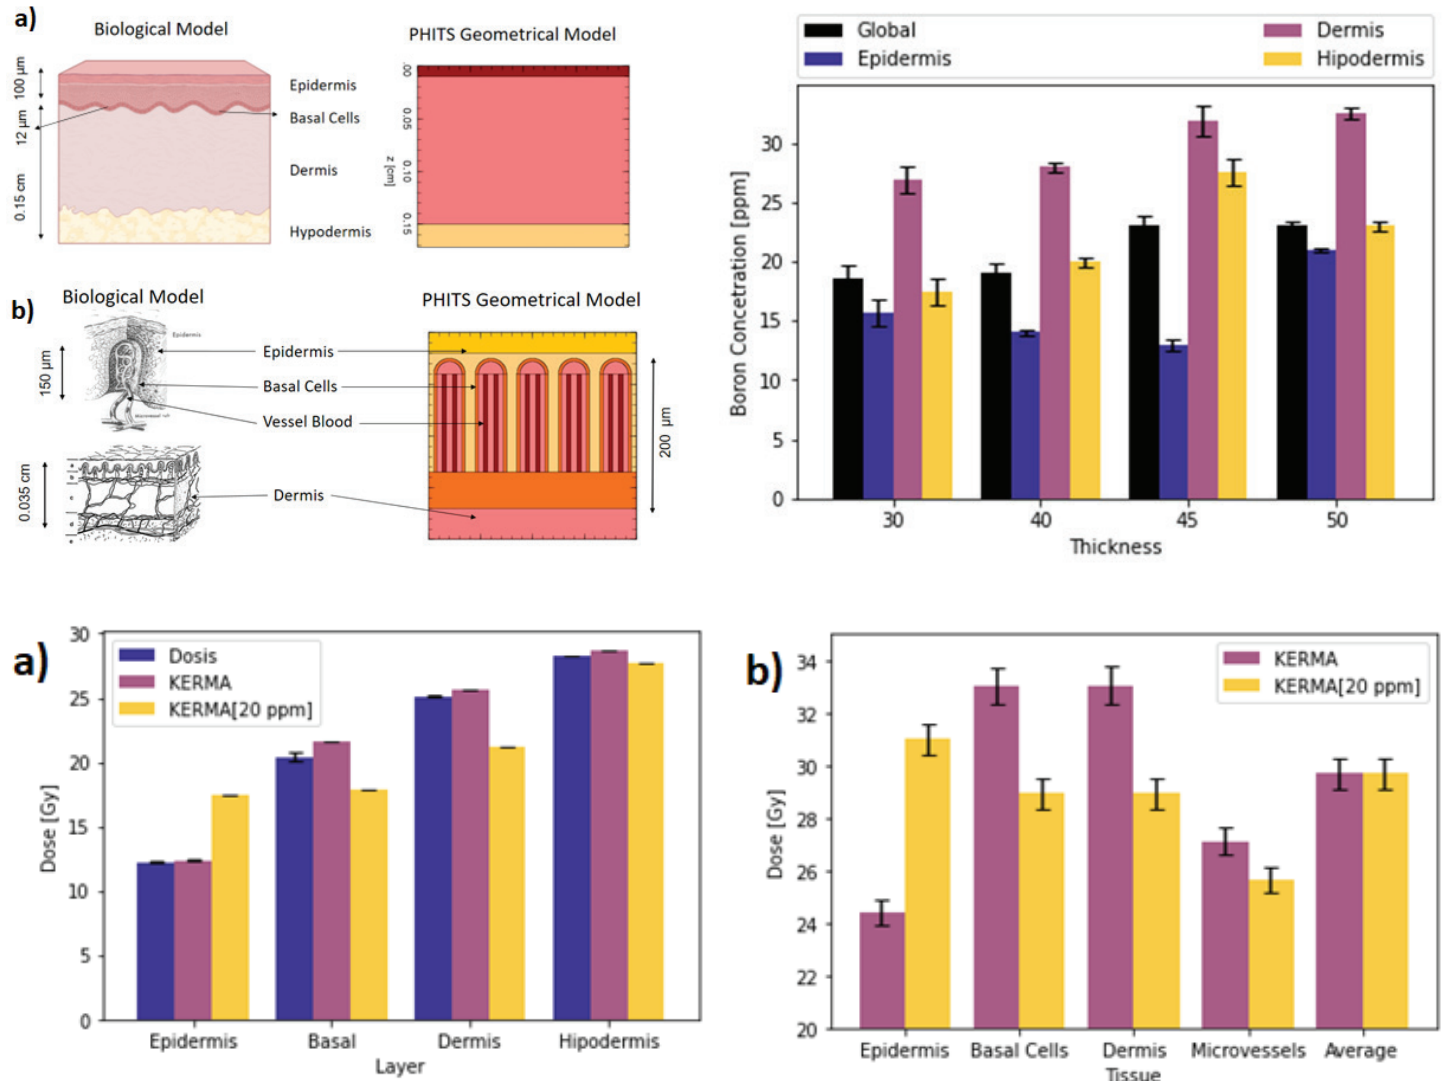 a)
Biological Model
PHITS Geometrical Model
100 µm
12 µm
0.15 cm
Epidermis
Basal Cells
Dermis
Hypodermis
.00
0.05
0.10
0.15
z [cm]
b)
Biological Model
PHITS Geometrical Model
Epidermis
150 µm
0.035 cm
Epidermis
Basal Cells
Vessel Blood
Dermis
200 µm
Global
Epidermis
Dermis
Hipodermis
Boron Concetration [ppm]
30
25
20
15
10
5
0
30 40 45 50
Thickness
a)
Dosis
KERMA
KERMA[20 ppm]
Dose [Gy]
30
25
20
15
10
5
0
Epidermis Basal Dermis Hipodermis
Layer
b)
KERMA
KERMA[20 ppm]
Dose [Gy]
34
32
30
28
26
24
22
20
Epidermis Basal Cells Dermis Microvessels Average
Tissue